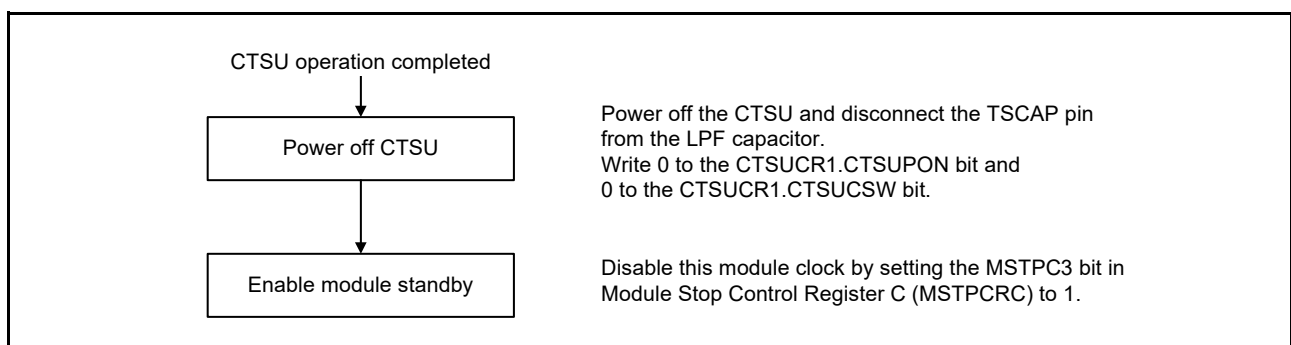 CTSU operation completed
Power off CTSU
Power off the CTSU and disconnect the TSCAP pin
from the LPF capacitor.
Write 0 to the CTSUCR1.CTSUPON bit and
0 to the CTSUCR1.CTSUCSW bit.
Enable module standby
Disable this module clock by setting the MSTPC3 bit in
Module Stop Control Register C (MSTPCRC) to 1.